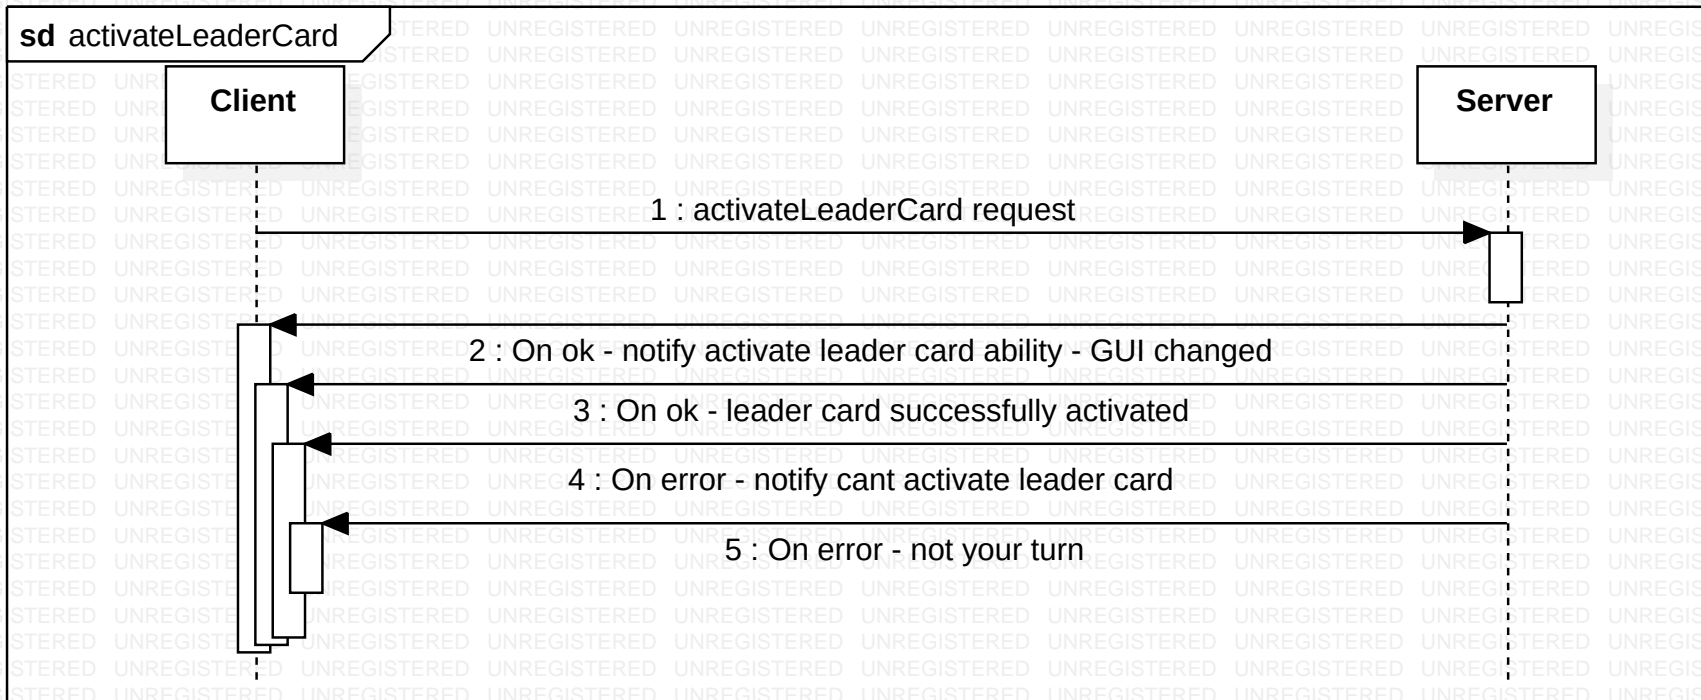 sd activateLeaderCard
Client
Server
1 : activateLeaderCard request
2 : On ok - notify activate leader card ability - GUI changed
3 : On ok - leader card successfully activated
4 : On error - notify cant activate leader card
5 : On error - not your turn
UNREGISTERED